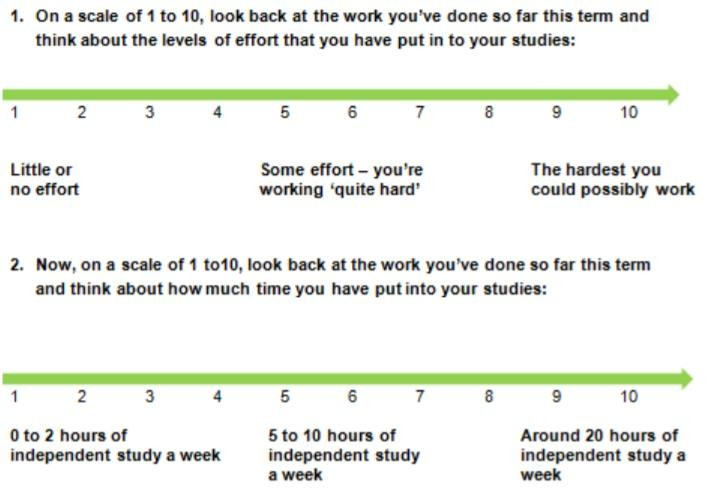 1. On a scale of 1 to 10, look back at the work you've done so far this term and
think about the levels of effort that you have put in to your studies:
1 2 3 4 5 6 7 8 9 10
Little or
no effort
Some effort – you're
working 'quite hard'
The hardest you
could possibly work
2. Now, on a scale of 1 to10, look back at the work you've done so far this term
and think about how much time you have put into your studies:
1 2 3 4 5 6 7 8 9 10
0 to 2 hours of
independent study a week
5 to 10 hours of
independent study
a week
Around 20 hours of
independent study a
week